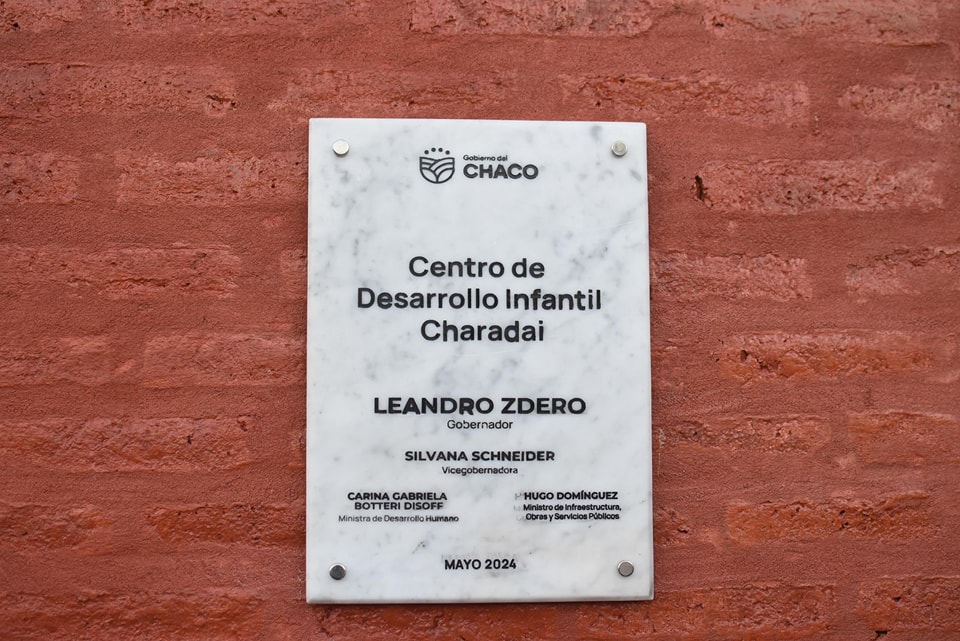 Gobierno del
CHACO
Centro de
Desarrollo Infantil
Charadai
LEANDRO ZDERO
Gobernador
SILVANA SCHNEIDER
Vicegobernadora
CARINA GABRIELA
BOTTERI DISOFF
Ministra de Desarrollo Humano
HUGO DOMÍNGUEZ
Ministro de Infraestructura,
Obras y Servicios Públicos
MAYO 2024